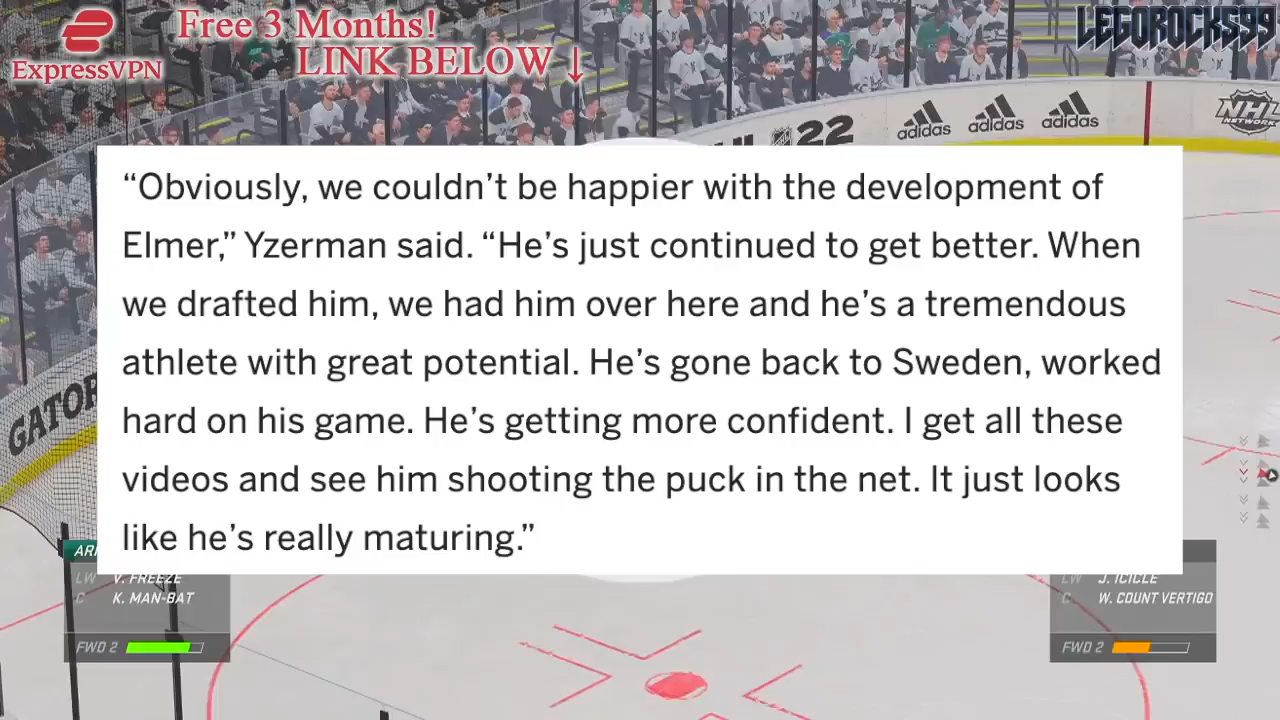 Free 3 Months!
LINK BELOW ↓
ExpressVPN
LEGOROCKS99
22
adidas adidas adidas
NHL
NETWORK
GATOR
“Obviously, we couldn’t be happier with the development of
Elmer,” Yzerman said. “He’s just continued to get better. When
we drafted him, we had him over here and he’s a tremendous
athlete with great potential. He’s gone back to Sweden, worked
hard on his game. He’s getting more confident. I get all these
videos and see him shooting the puck in the net. It just looks
like he’s really maturing.”
LW V. FREEZE
C K. MAN-BAT
FWD 2
LW J. ICICLE
C W. COUNT VERTIGO
FWD 2